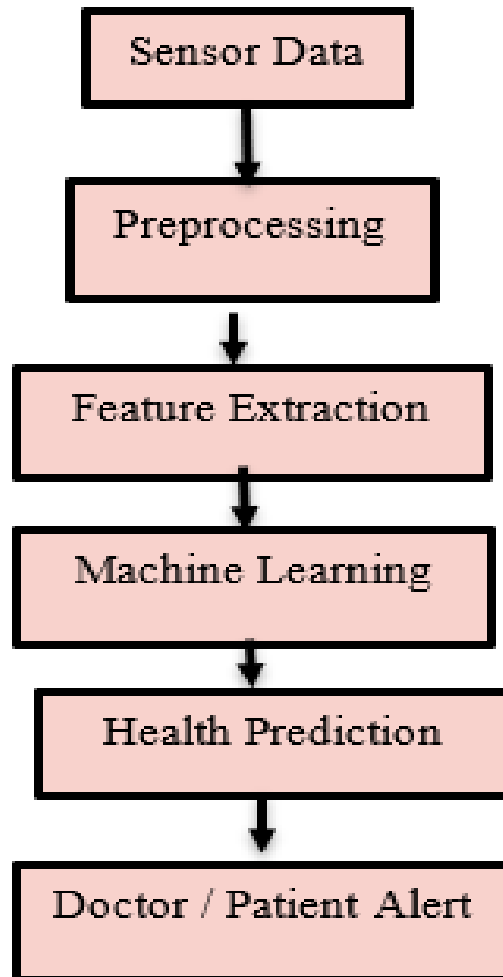 Sensor Data
Preprocessing
Feature Extraction
Machine Learning
Health Prediction
Doctor / Patient Alert